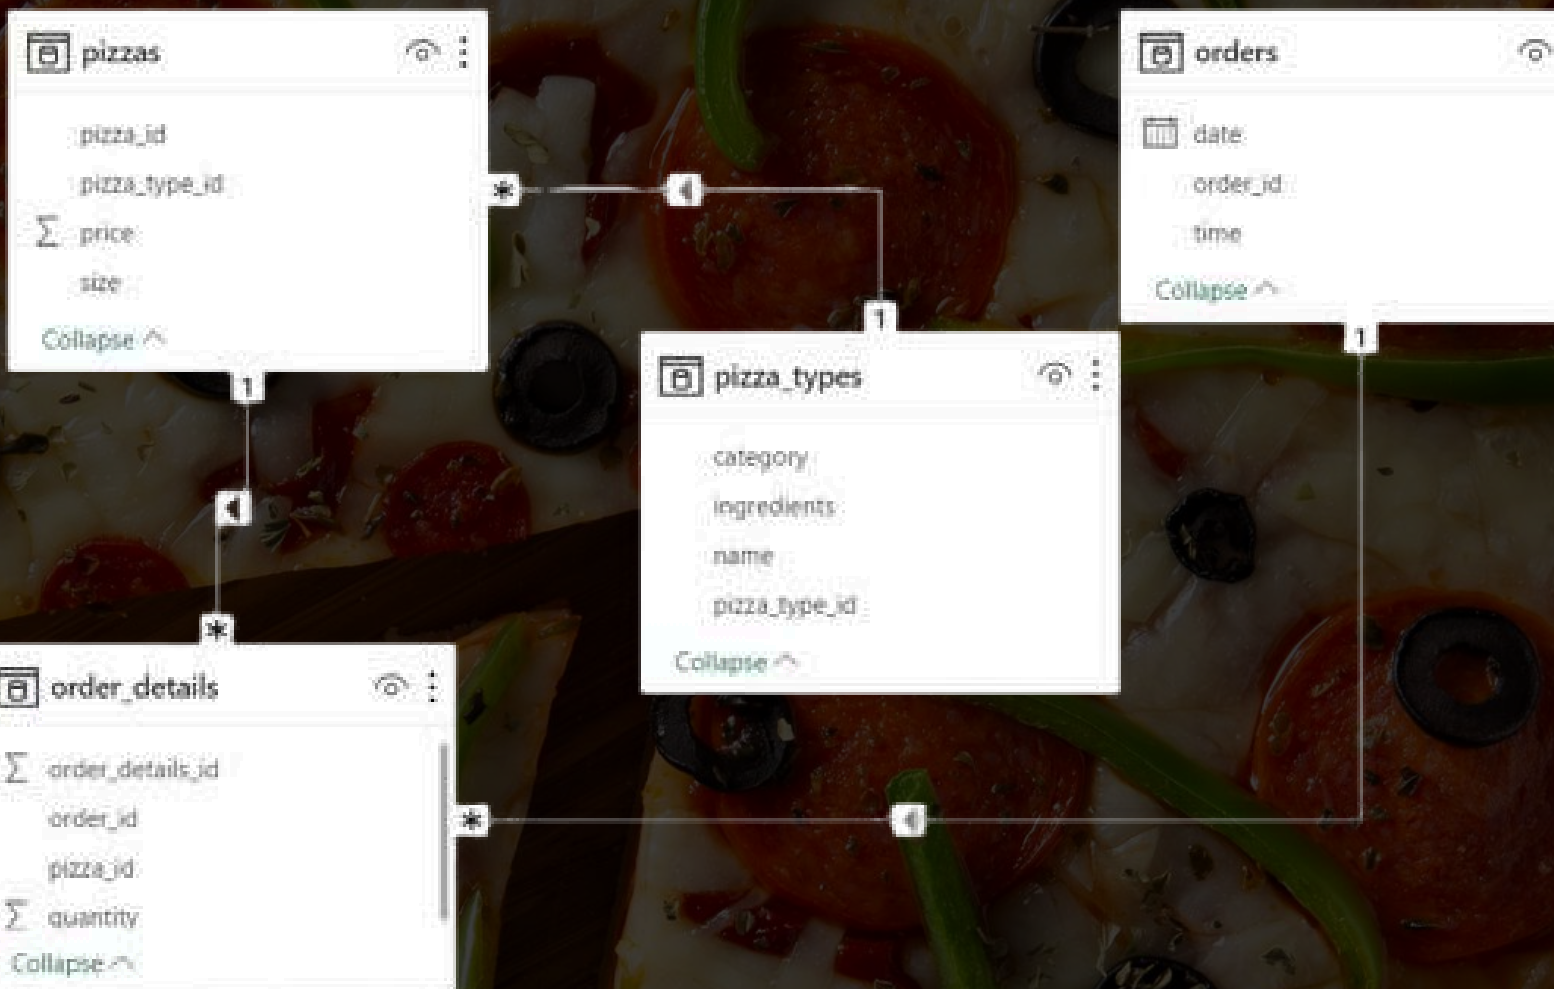 pizzas
pizza_id
pizza_type_id
price
size
Collapse
1
*
*
1
pizza_types
category
ingredients
name
pizza_type_id
Collapse
orders
date
order_id
time
Collapse
1
*
order_details
order_details_id
order_id
pizza_id
quantity
Collapse
*